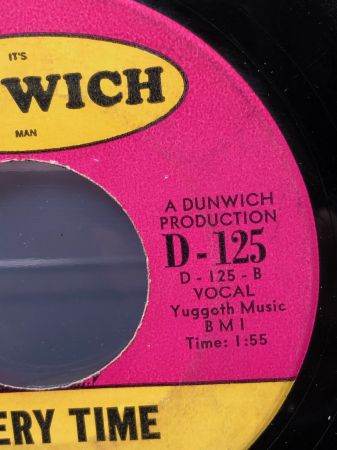 IT'S
WICH
MAN
A DUNWICH
PRODUCTION
D-125
D - 125 - B
VOCAL
Yuggoth Music
BMI
Time: 1:55
ERY TIME